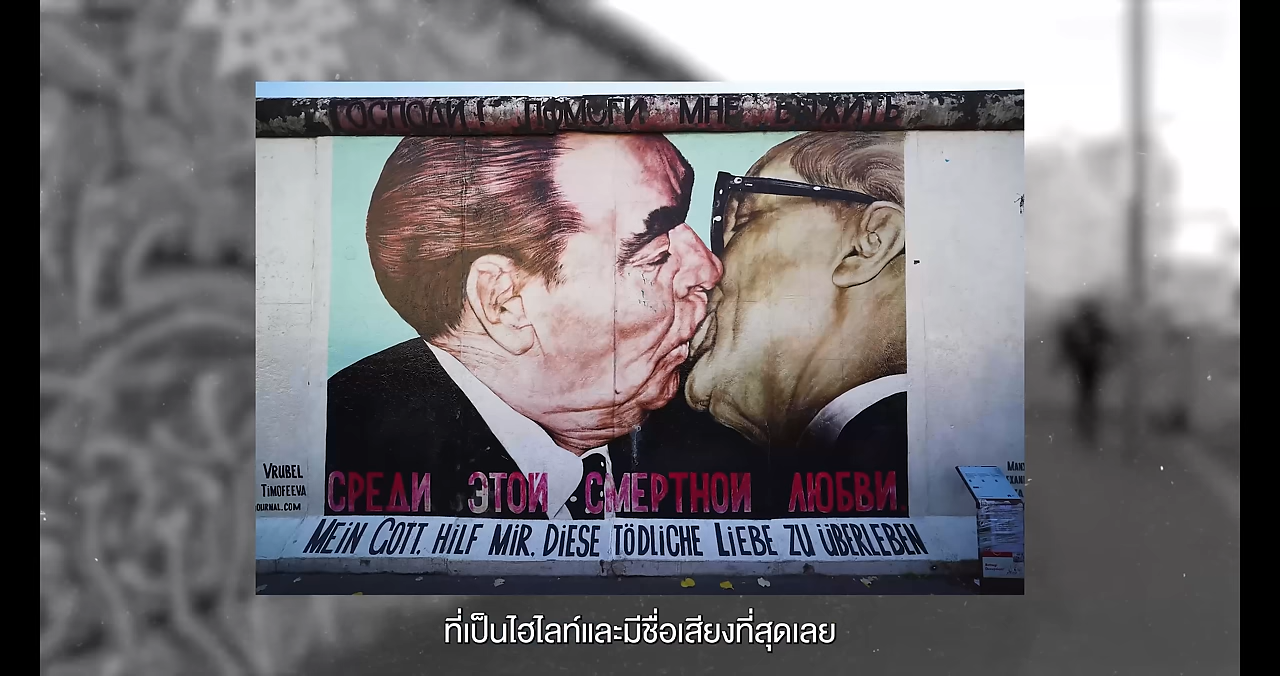 ГОСПОДИ! ПОМОГИ МНЕ ВЫЖИТЬ
VRUBEL
TIMOFEEVA
СРЕДИ ЭТОЙ СМЕРТНОЙ ЛЮБВИ
MEIN GOTT, HILF MIR, DIESE TÖDLICHE LIEBE ZU ÜBERLEBEN
ที่เป็นไฮไลท์และมีชื่อเสียงที่สุดเลย